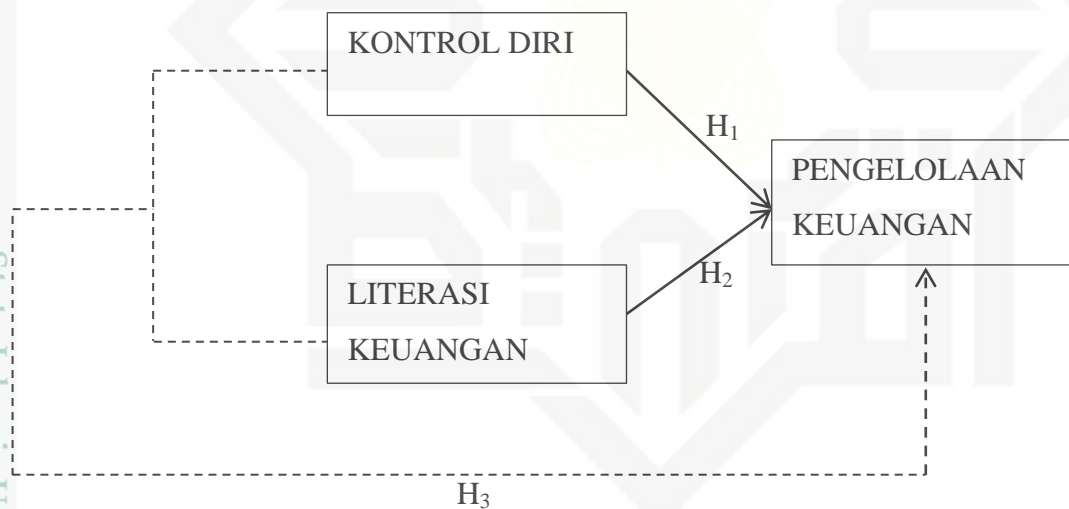 KONTROL DIRI
H₁
PENGELOLAAN
KEUANGAN
LITERASI
KEUANGAN
H₂
H₃